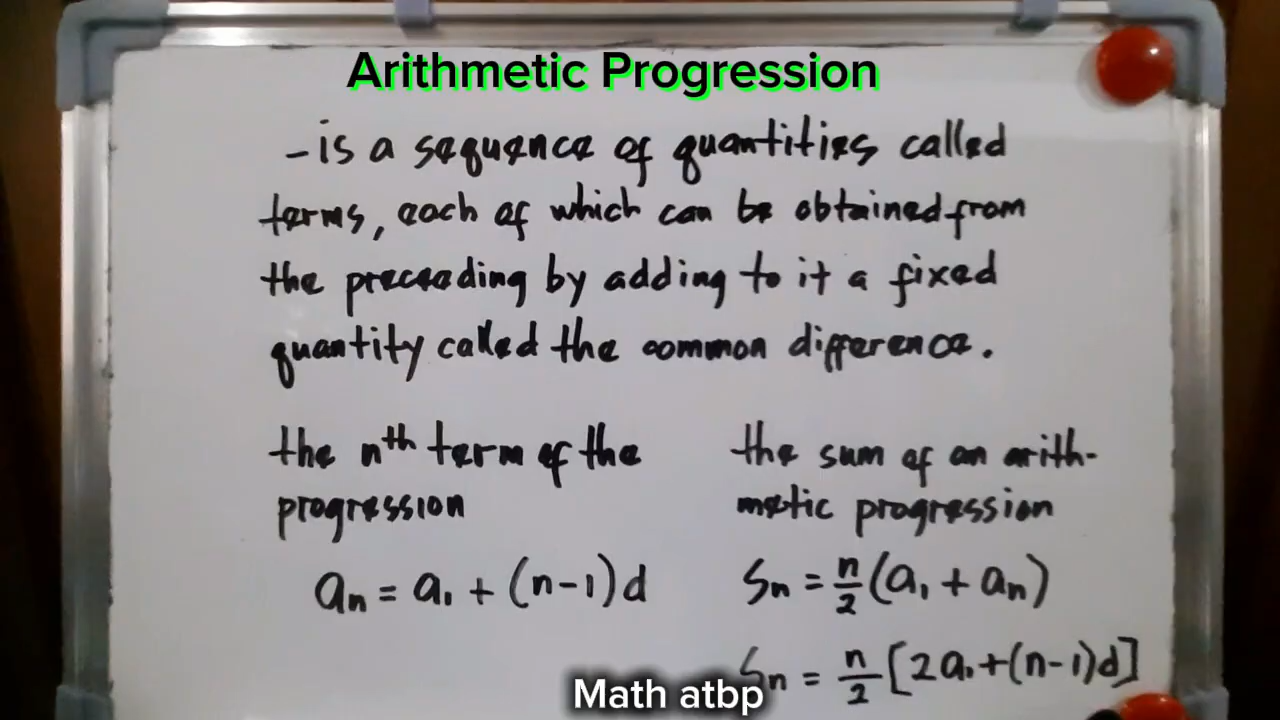 Arithmetic Progression
- is a sequence of quantities called
terms, each of which can be obtained from
the preceeding by adding to it a fixed
quantity called the common difference.
the nth term of the
progression
aₙ = a₁ + (n-1)d
the sum of an arith-
metic progression
Sₙ = n/2 (a₁ + aₙ)
Sₙ = n/2 [2a₁+(n-1)d]
Math atbp